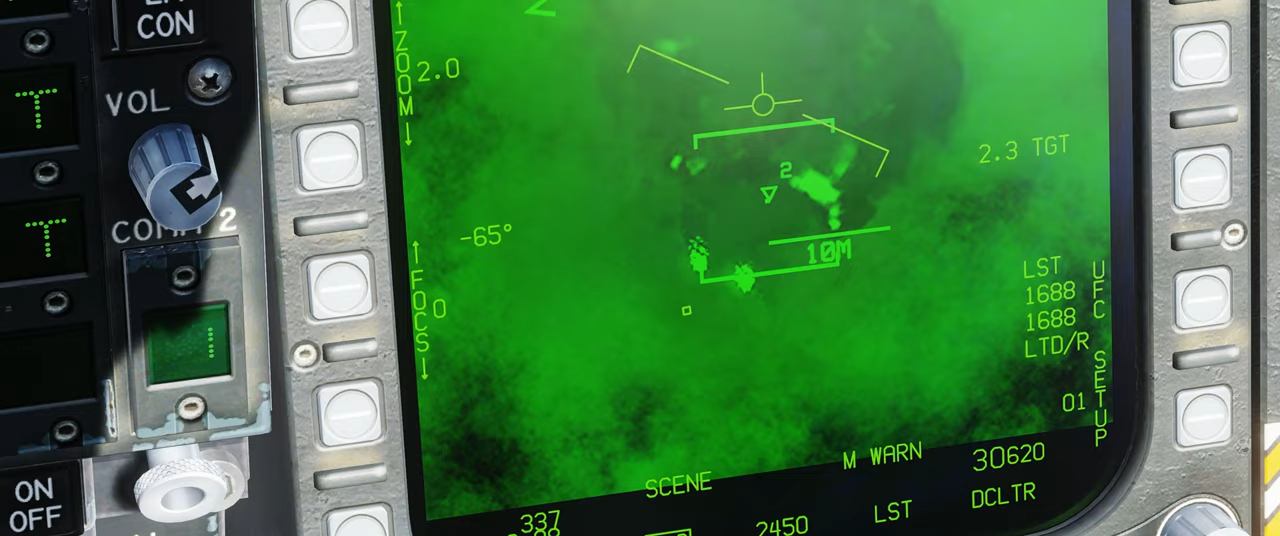 CON
VOL
COMM 2
ON
OFF
ZOOM
2.0
-65°
FOCUS
0
2
10M
2.3 TGT
LST
1688
1688
LTD/R
UFC
SETUP
01
M WARN
30620
SCENE
337
2450
LST
DCLTR